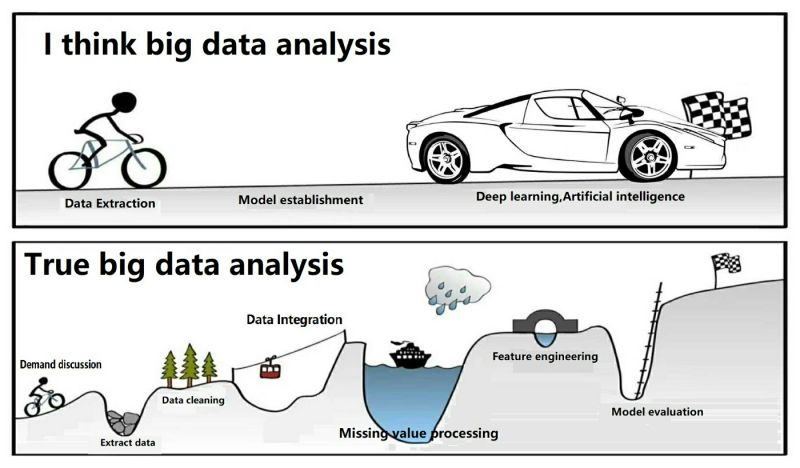 I think big data analysis
Data Extraction
Model establishment
Deep learning,Artificial intelligence
True big data analysis
Demand discussion
Extract data
Data cleaning
Data Integration
Missing value processing
Feature engineering
Model evaluation